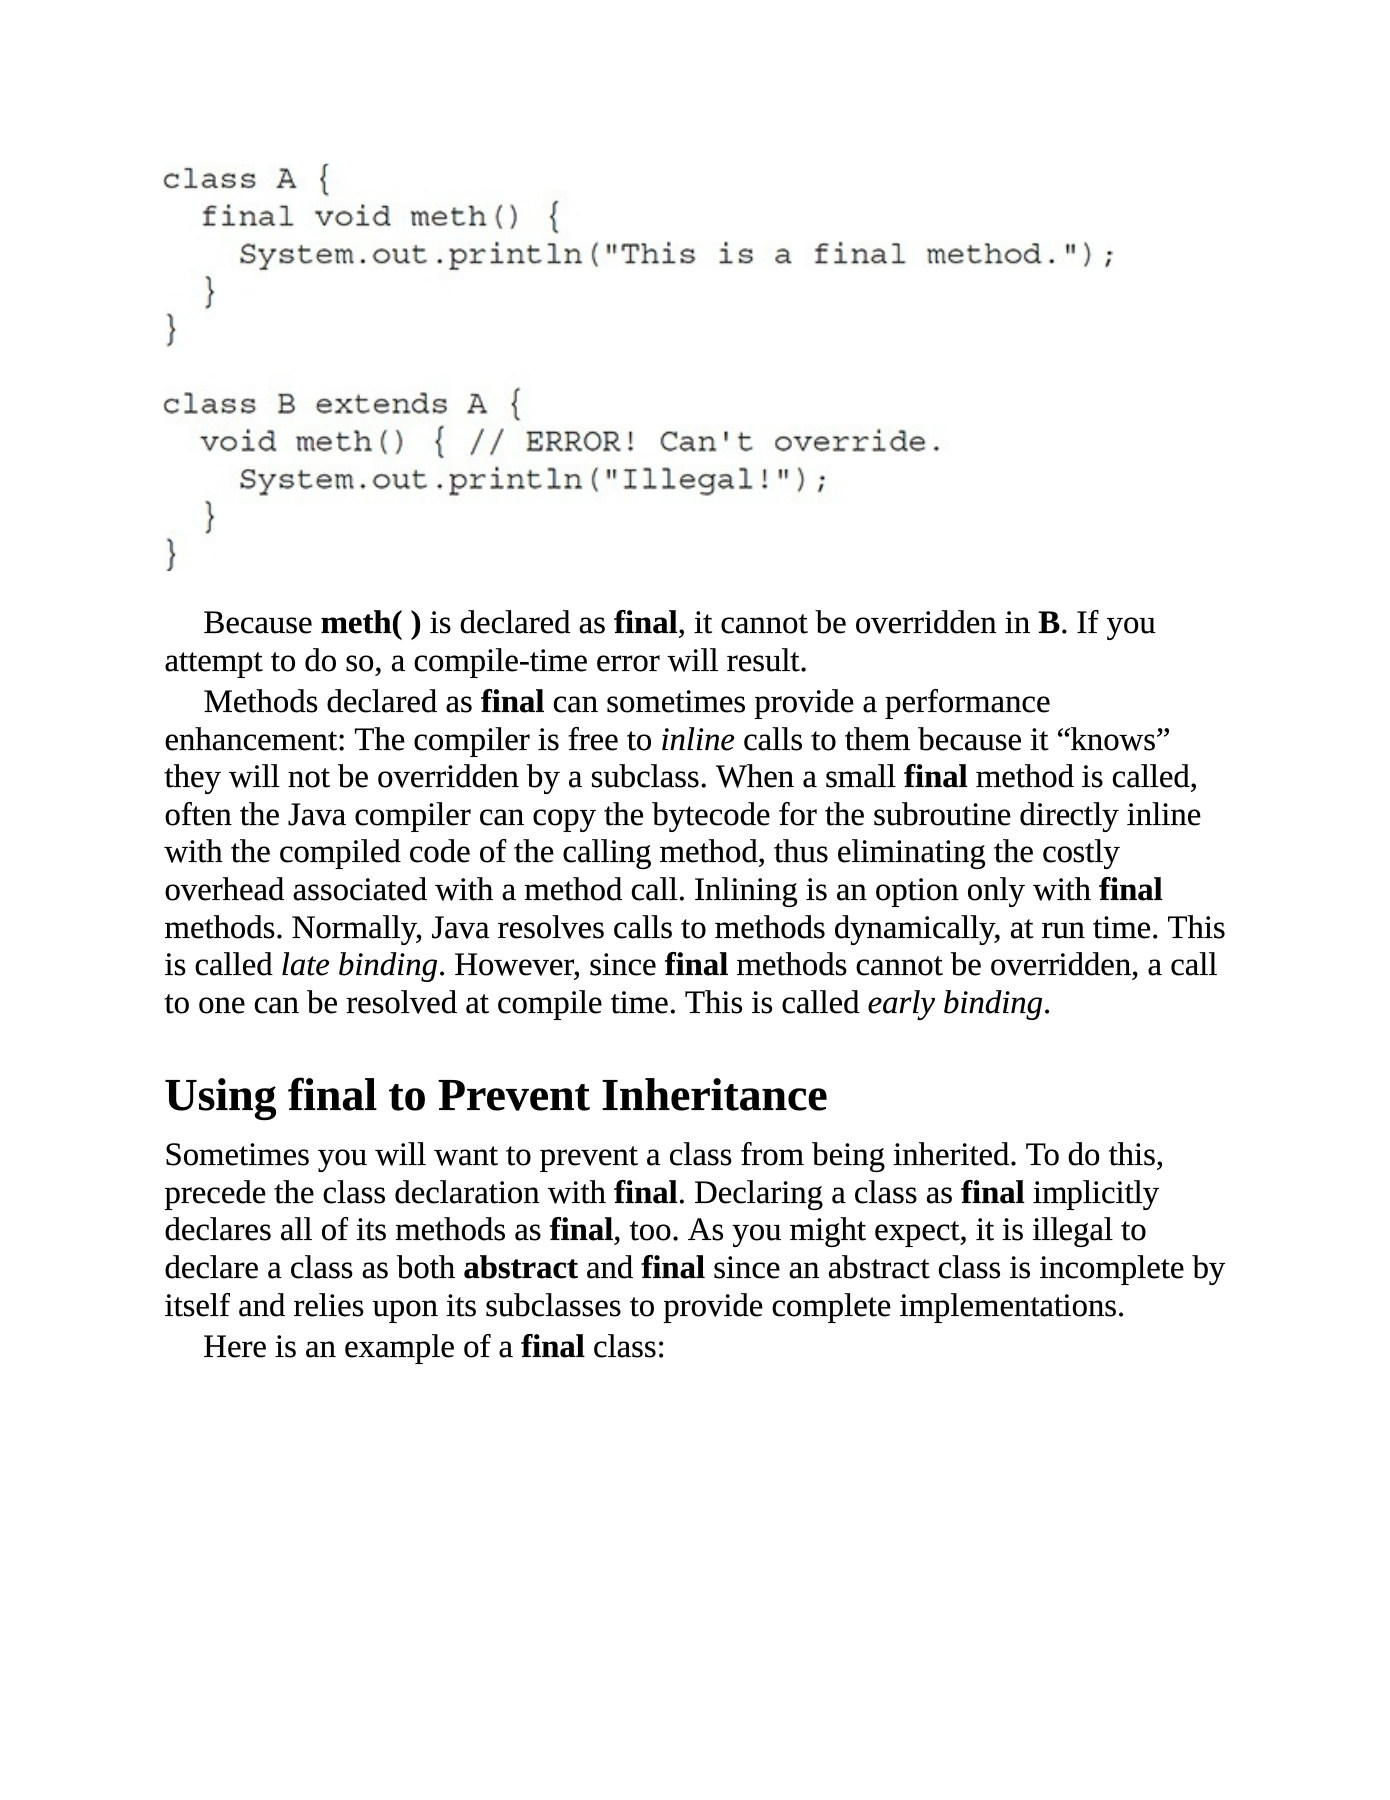 class A {
  final void meth() {
    System.out.println("This is a final method.");
  }
}

class B extends A {
  void meth() { // ERROR! Can't override.
    System.out.println("Illegal!");
  }
}
Because meth( ) is declared as final, it cannot be overridden in B. If you
attempt to do so, a compile-time error will result.
Methods declared as final can sometimes provide a performance
enhancement: The compiler is free to inline calls to them because it “knows”
they will not be overridden by a subclass. When a small final method is called,
often the Java compiler can copy the bytecode for the subroutine directly inline
with the compiled code of the calling method, thus eliminating the costly
overhead associated with a method call. Inlining is an option only with final
methods. Normally, Java resolves calls to methods dynamically, at run time. This
is called late binding. However, since final methods cannot be overridden, a call
to one can be resolved at compile time. This is called early binding.
Using final to Prevent Inheritance
Sometimes you will want to prevent a class from being inherited. To do this,
precede the class declaration with final. Declaring a class as final implicitly
declares all of its methods as final, too. As you might expect, it is illegal to
declare a class as both abstract and final since an abstract class is incomplete by
itself and relies upon its subclasses to provide complete implementations.
Here is an example of a final class: